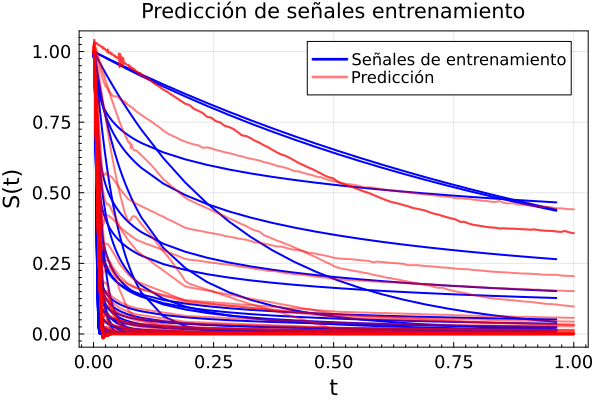 Predicción de señales entrenamiento
Señales de entrenamiento
Predicción
S(t)
1.00
0.75
0.50
0.25
0.00
0.00 0.25 0.50 0.75 1.00
t